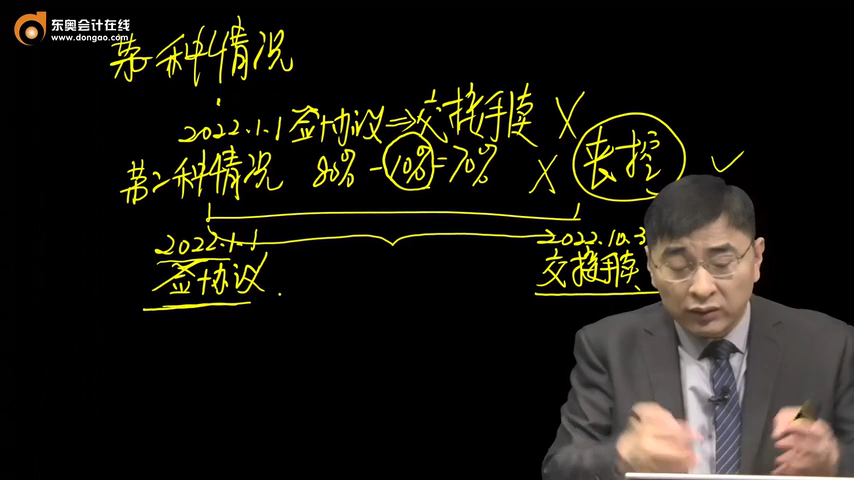 东奥会计在线
www.dongao.com
第一种情况
2022.1.1 签协议⇒交接手续 X
第二种情况 80% - 10% = 70% X 丧控 ✓
2022.1.1 2022.10.3
签协议 交接手续